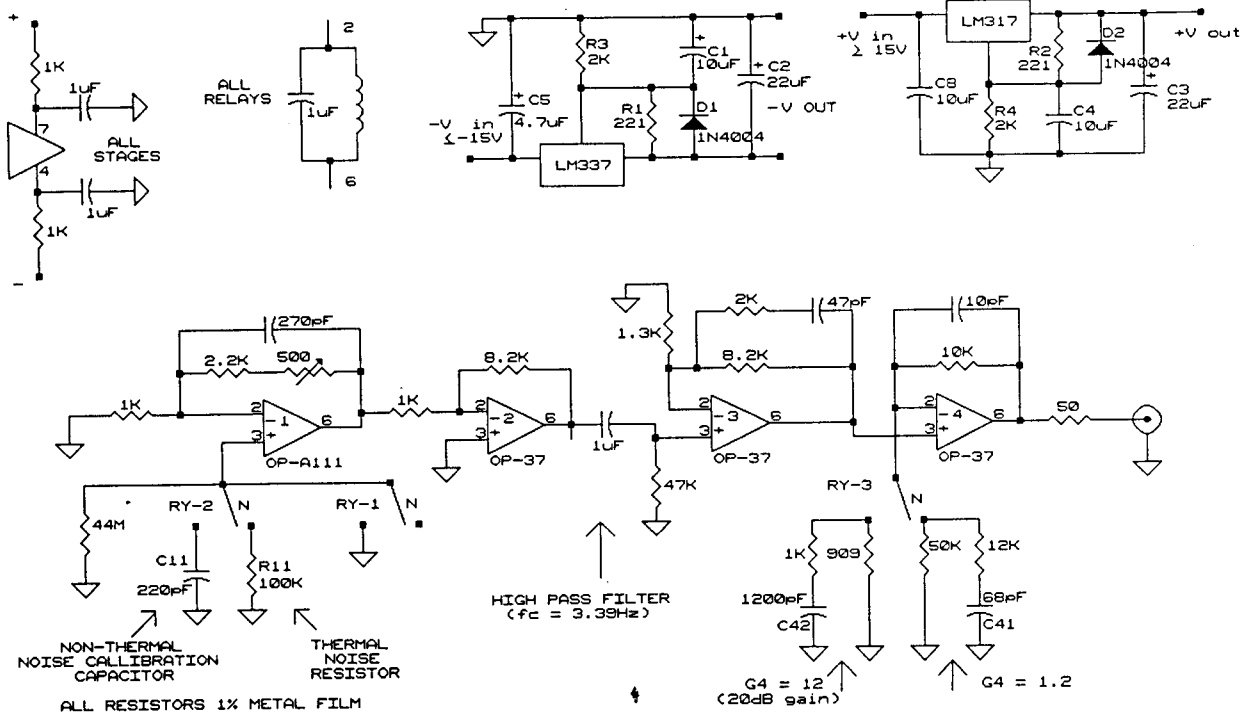 +
1K
1uF
7
4
ALL
STAGES
1uF
1K
-
2
ALL
RELAYS
1uF
6
R3
2K
+
C1
10uF
+
C2
22uF
+
C5
4.7uF
R1
221
D1
1N4004
-V OUT
-V in
≤-15V
LM337
LM317
+V in
≥ 15V
+V out
R2
221
D2
1N4004
C8
10uF
R4
2K
C4
10uF
+
C3
22uF
270pF
2.2K
500
1K
2
- 1
3
+
6
OP-A111
1K
8.2K
2
- 2
3
+
6
OP-37
1uF
47K
1.3K
2K
47pF
8.2K
2
- 3
3
+
6
OP-37
10pF
10K
2
- 4
3
+
6
OP-37
50
44M
RY-2
N
RY-1
N
C11
220pF
R11
100K
RY-3
N
1K
909
50K
12K
1200pF
C42
68pF
C41
HIGH PASS FILTER
(fc = 3.39Hz)
NON-THERMAL
NOISE CALLIBRATION
CAPACITOR
THERMAL
NOISE
RESISTOR
G4 = 12
(20dB gain)
G4 = 1.2
ALL RESISTORS 1% METAL FILM